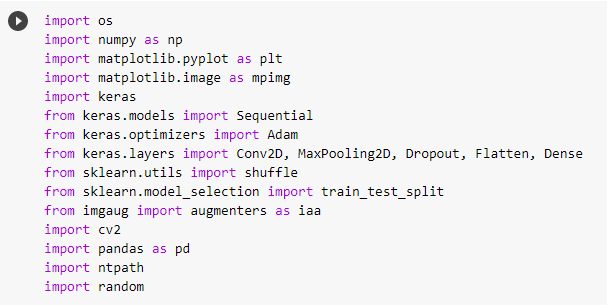 import os
import numpy as np
import matplotlib.pyplot as plt
import matplotlib.image as mpimg
import keras
from keras.models import Sequential
from keras.optimizers import Adam
from keras.layers import Conv2D, MaxPooling2D, Dropout, Flatten, Dense
from sklearn.utils import shuffle
from sklearn.model_selection import train_test_split
from imgaug import augmenters as iaa
import cv2
import pandas as pd
import ntpath
import random